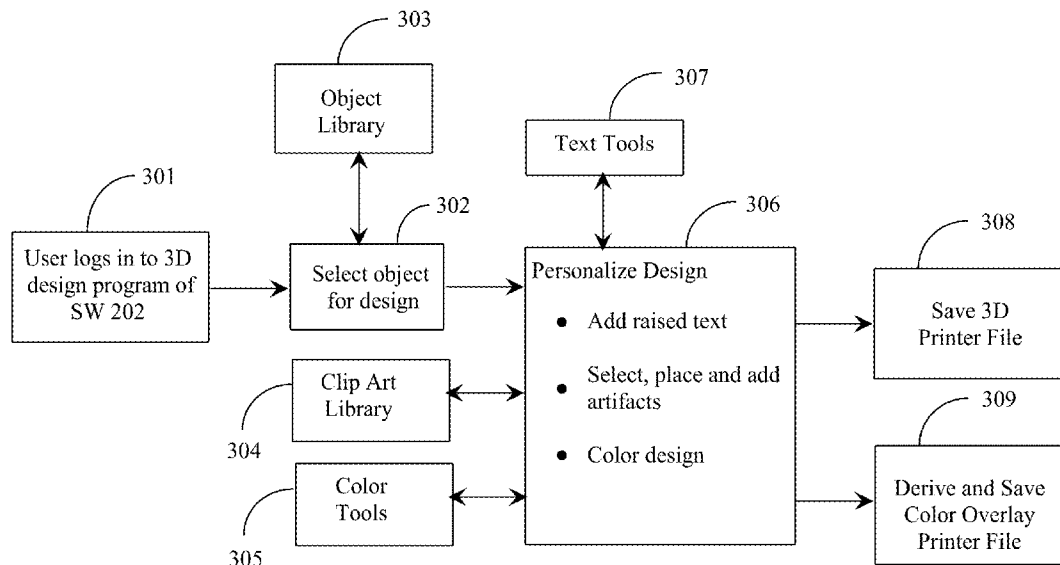 303
Object
Library
307
Text Tools
301
User logs in to 3D
design program of
SW 202
302
Select object
for design
306
Personalize Design
● Add raised text
● Select, place and add
artifacts
● Color design
308
Save 3D
Printer File
Clip Art
Library
304
Color
Tools
305
309
Derive and Save
Color Overlay
Printer File